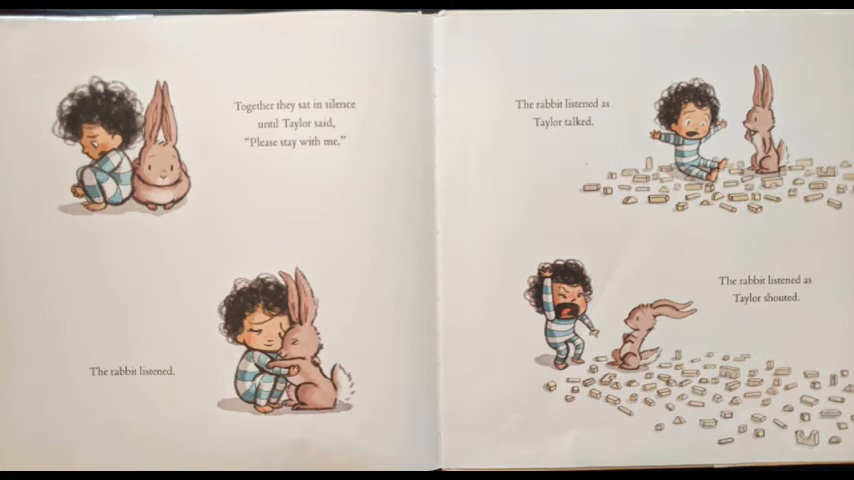 Together they sat in silence
until Taylor said,
“Please stay with me.”
The rabbit listened.
The rabbit listened as
Taylor talked.
The rabbit listened as
Taylor shouted.